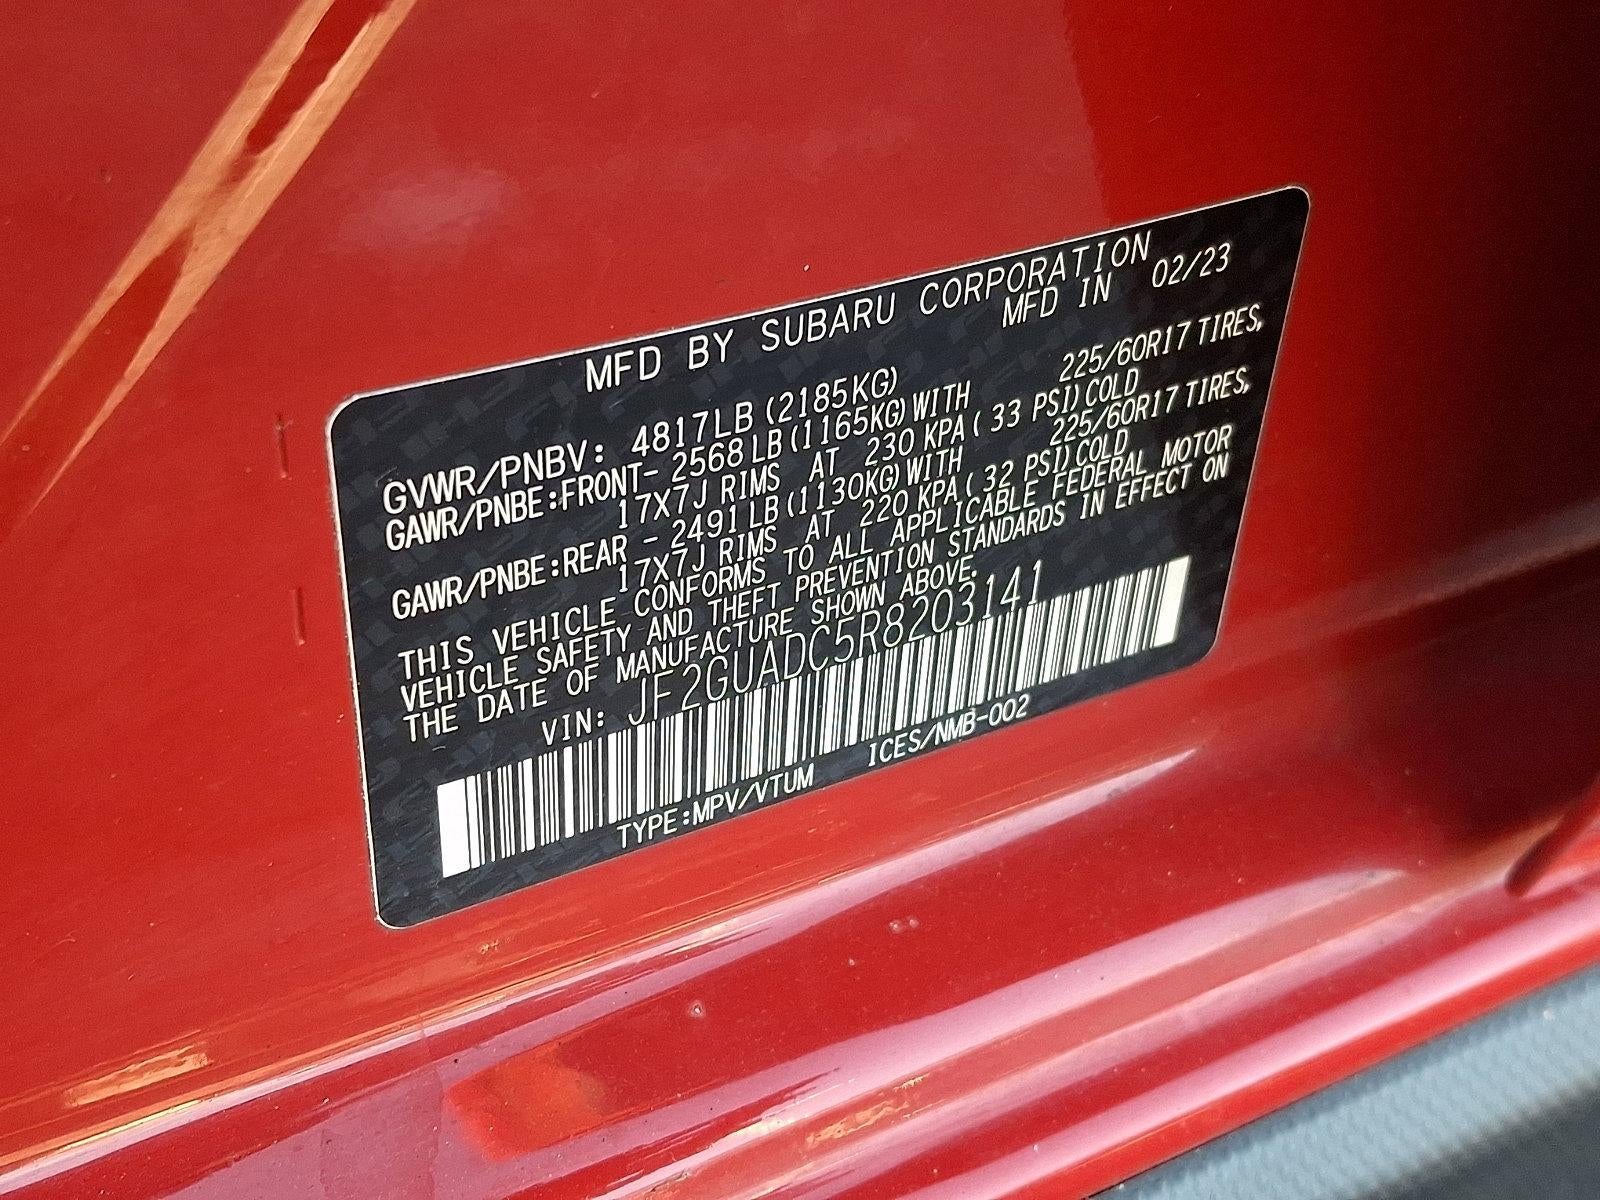 MFD BY SUBARU CORPORATION
MFD IN 02/23
GVWR/PNBV: 4817LB (2185KG)
GAWR/PNBE:FRONT- 2568LB(1165KG)WITH 225/60R17 TIRES,
17X7J RIMS AT 230 KPA( 33 PSI)COLD
GAWR/PNBE:REAR - 2491LB(1130KG)WITH 225/60R17 TIRES,
17X7J RIMS AT 220 KPA( 32 PSI)COLD
THIS VEHICLE CONFORMS TO ALL APPLICABLE FEDERAL MOTOR
VEHICLE SAFETY AND THEFT PREVENTION STANDARDS IN EFFECT ON
THE DATE OF MANUFACTURE SHOWN ABOVE.
VIN: JF2GUADC5R8203141
TYPE:MPV/VTUM ICES/NMB-002